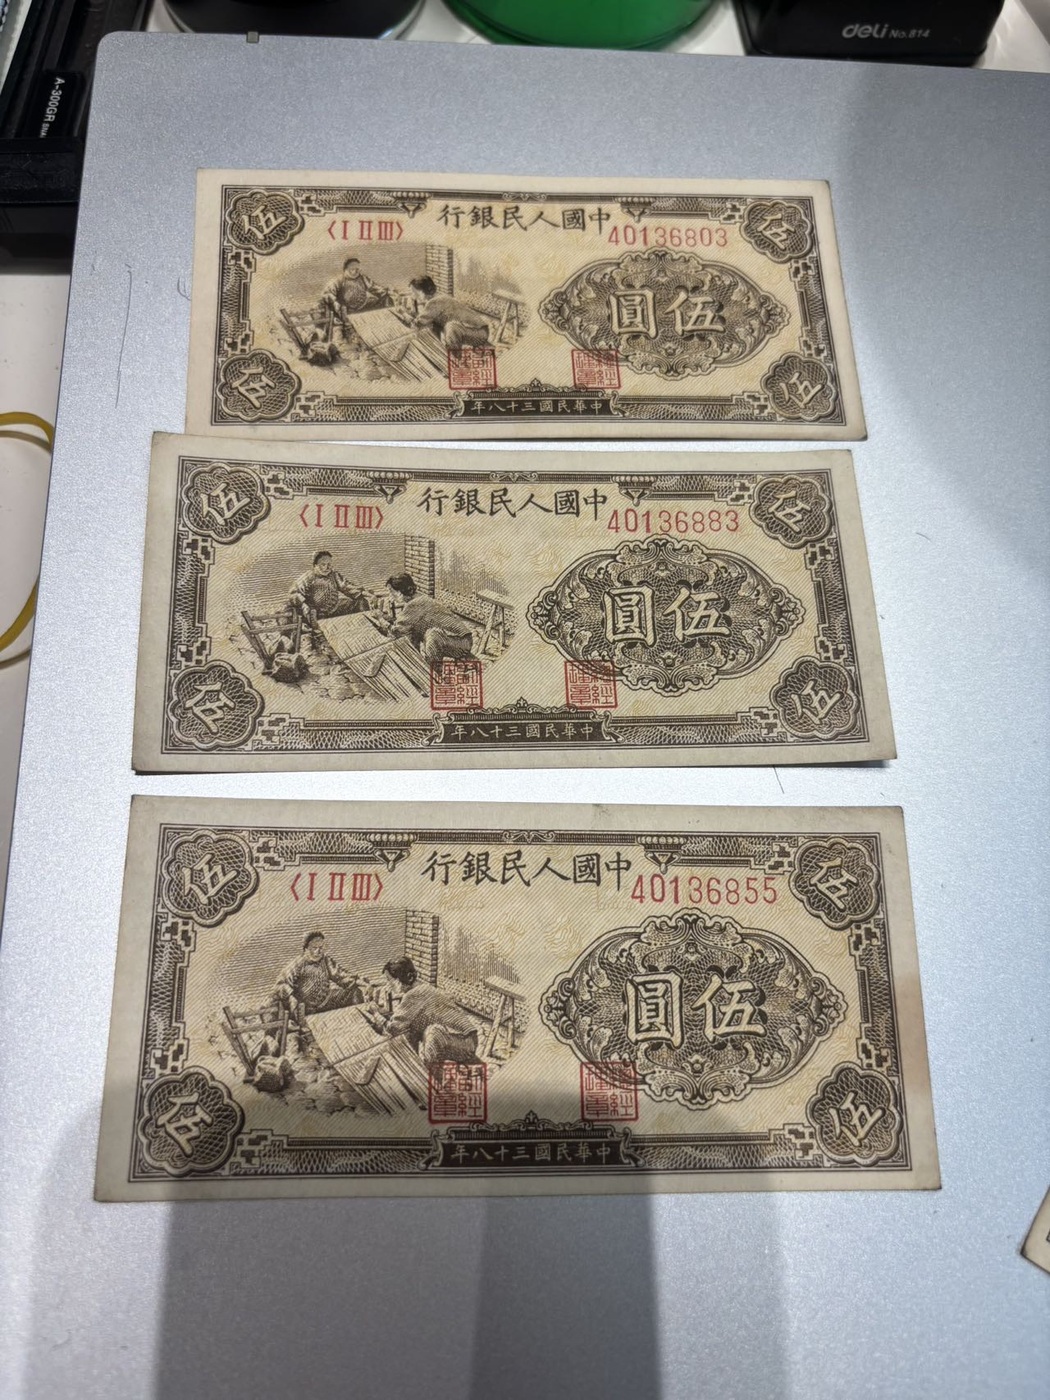 deli No.814
A-300GR
行銀民人國中
〈I II III〉
40136803
伍
伍
圓伍
伍
伍
年八十三國民華中
行銀民人國中
〈I II III〉
40136883
伍
伍
圓伍
伍
伍
年八十三國民華中
行銀民人國中
〈I II III〉
40136855
伍
伍
圓伍
伍
伍
年八十三國民華中